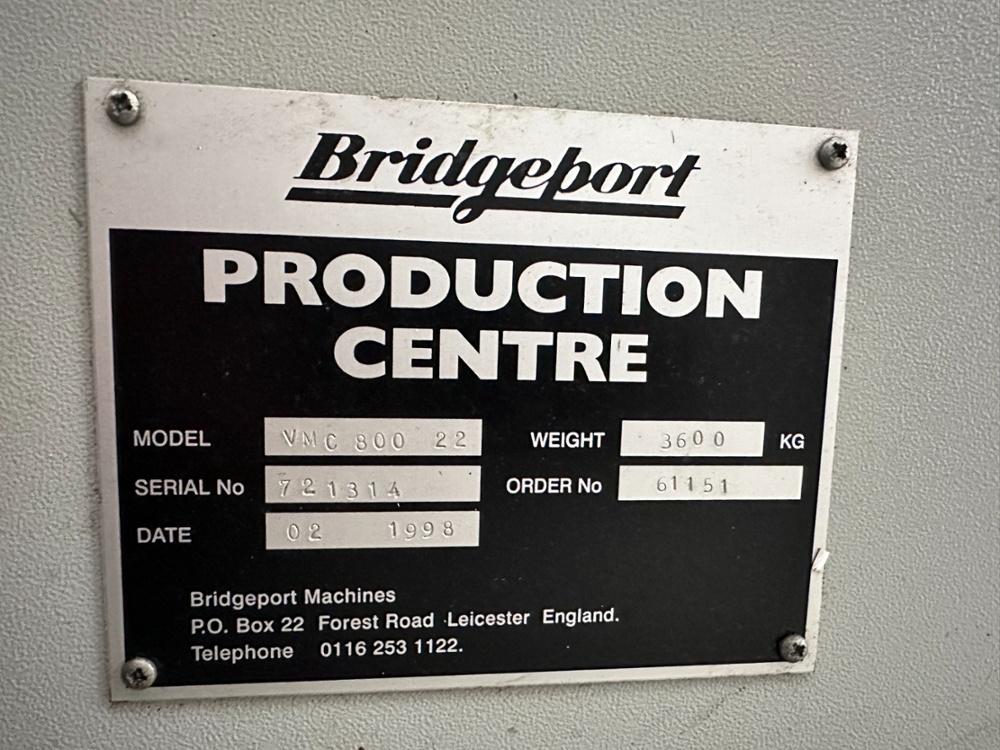 Bridgeport
PRODUCTION
CENTRE
MODEL VMC 800 22 WEIGHT 3600 KG
SERIAL No 721314 ORDER No 61151
DATE 02 1998
Bridgeport Machines
P.O. Box 22 Forest Road Leicester England.
Telephone 0116 253 1122.